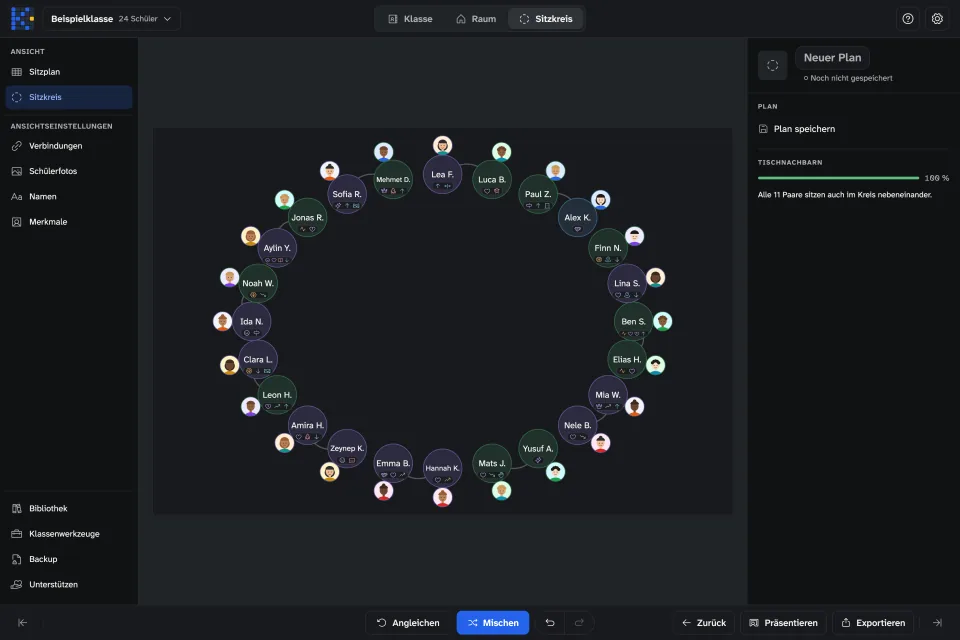 Beispielklasse 24 Schüler
Klasse
Raum
Sitzkreis
ANSICHT
Sitzplan
Sitzkreis
ANSICHTSEINSTELLUNGEN
Verbindungen
Schülerfotos
Aa Namen
Merkmale
Bibliothek
Klassenwerkzeuge
Backup
Unterstützen
Lea F.
Luca B.
Paul Z.
Alex K.
Finn N.
Lina S.
Ben S.
Elias H.
Mia W.
Nele B.
Yusuf A.
Mats J.
Hannah K.
Emma B.
Zeynep K.
Amira H.
Leon H.
Clara L.
Ida N.
Noah W.
Aylin Y.
Jonas R.
Sofia R.
Mehmet D.
Neuer Plan
Noch nicht gespeichert
PLAN
Plan speichern
TISCHNACHBARN
100 %
Alle 11 Paare sitzen auch im Kreis nebeneinander.
Angleichen
Mischen
Zurück
Präsentieren
Exportieren